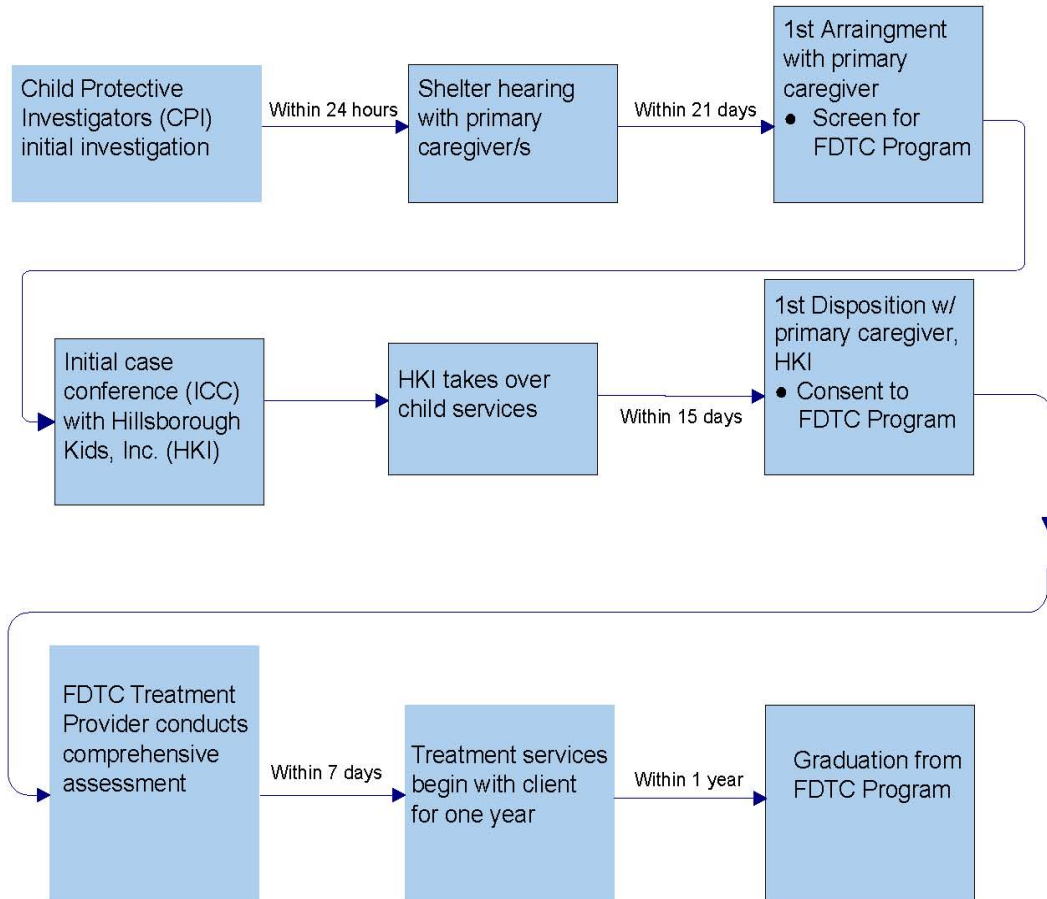 Child Protective
Investigators (CPI)
initial investigation
Within 24 hours
Shelter hearing
with primary
caregiver/s
Within 21 days
1st Arraingment
with primary
caregiver
● Screen for
FDTC Program
Initial case
conference (ICC)
with Hillsborough
Kids, Inc. (HKI)
HKI takes over
child services
Within 15 days
1st Disposition w/
primary caregiver,
HKI
● Consent to
FDTC Program
FDTC Treatment
Provider conducts
comprehensive
assessment
Within 7 days
Treatment services
begin with client
for one year
Within 1 year
Graduation from
FDTC Program